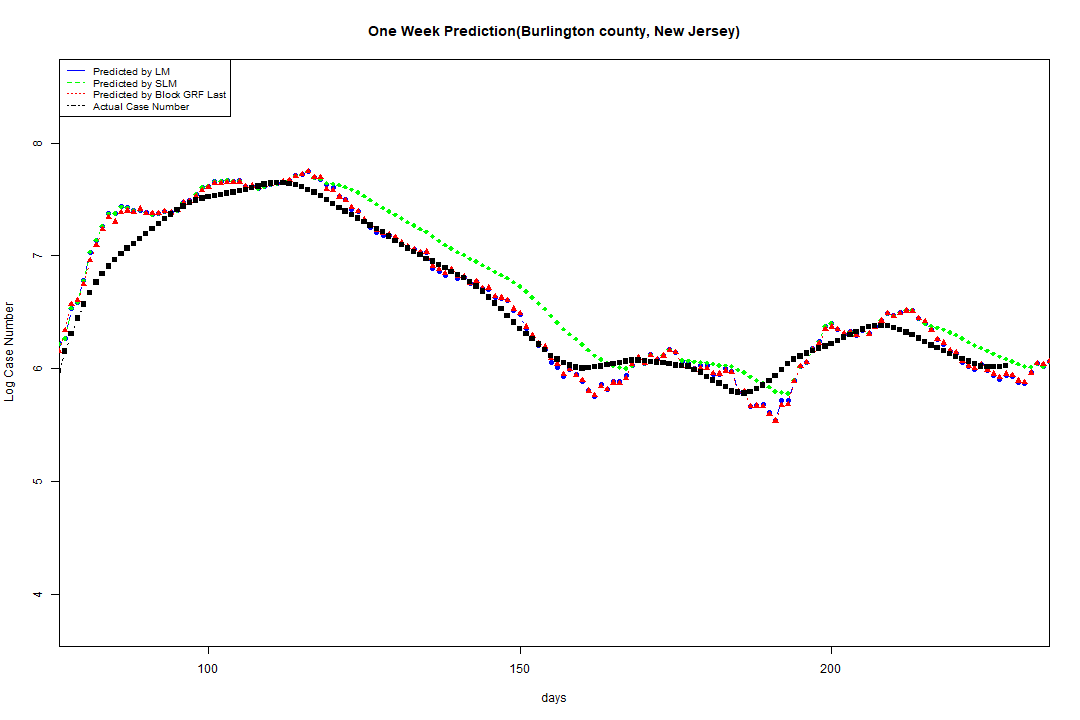 One Week Prediction(Burlington county, New Jersey)
Predicted by LM
Predicted by SLM
Predicted by Block GRF Last
Actual Case Number
8
7
6
5
4
Log Case Number
100 150 200
days